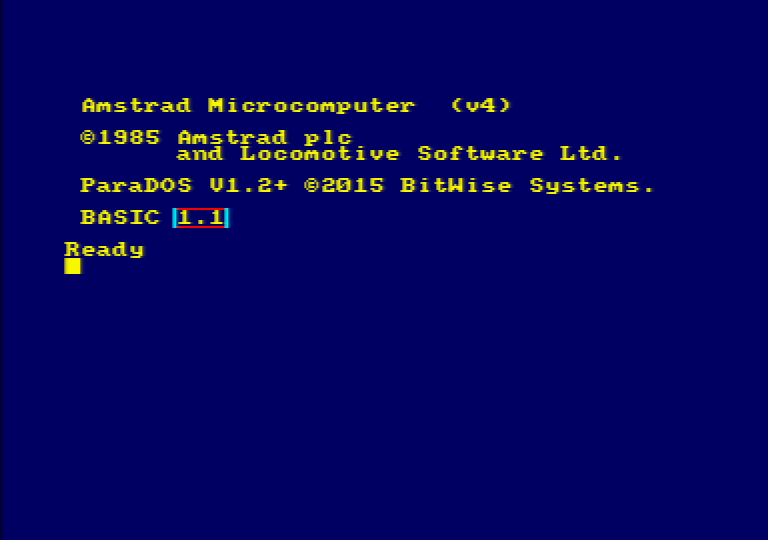 Amstrad Microcomputer (v4)
©1985 Amstrad plc
and Locomotive Software Ltd.
ParaDOS V1.2+ ©2015 BitWise Systems.
BASIC 1.1
Ready